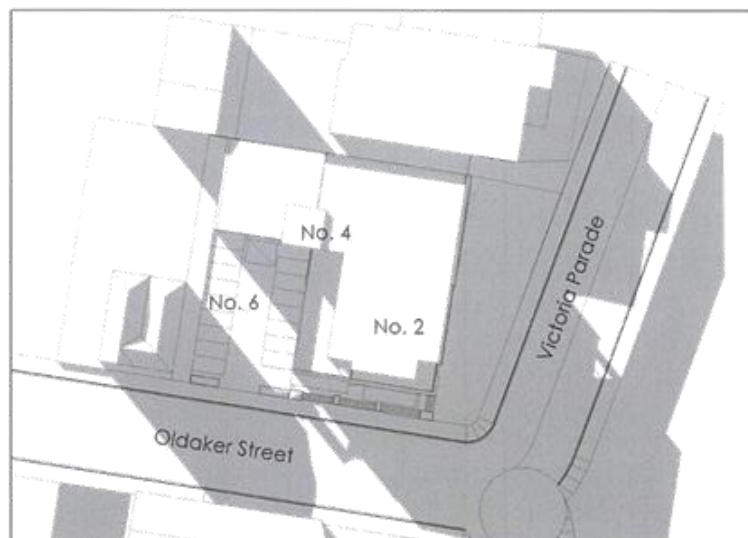 No. 4
No. 6
No. 2
Victoria Parade
Oldaker Street